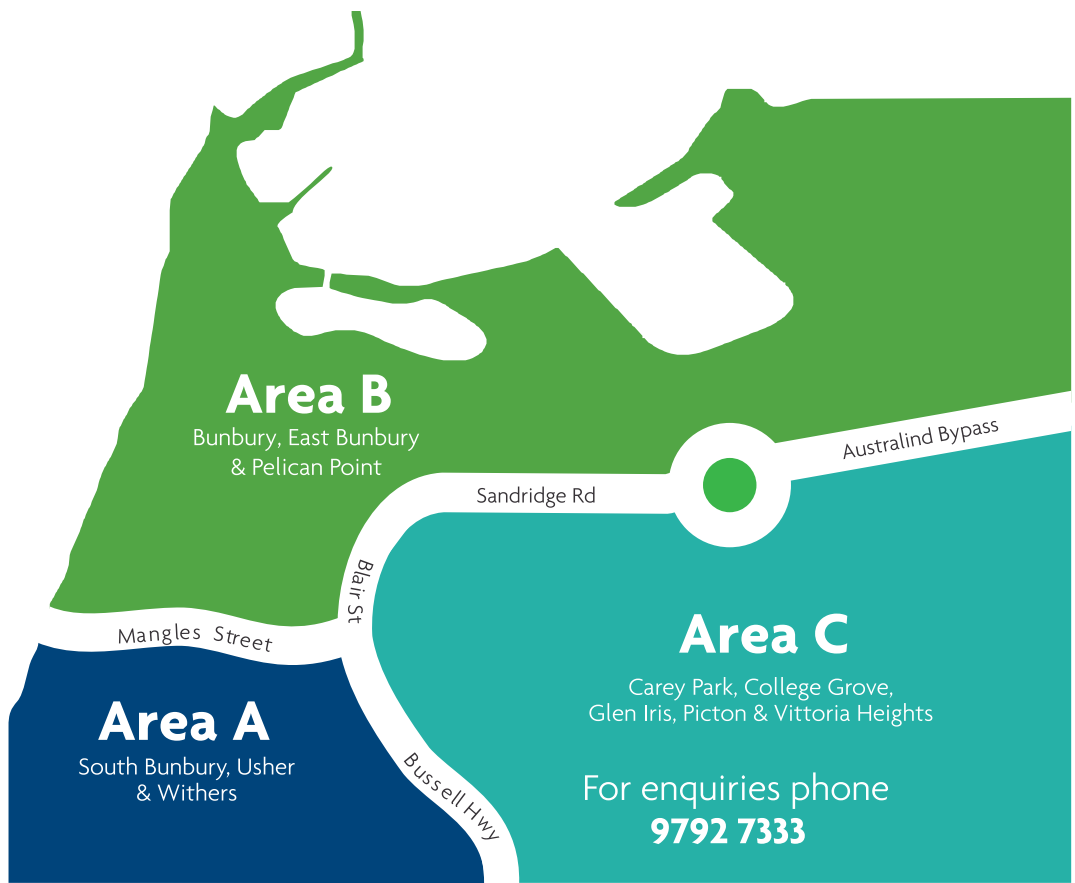 Area B
Bunbury, East Bunbury
& Pelican Point
Australind Bypass
Sandridge Rd
Blair St
Mangles Street
Area C
Carey Park, College Grove,
Glen Iris, Picton & Vittoria Heights
Area A
South Bunbury, Usher
& Withers
Bussell Hwy
For enquiries phone
9792 7333